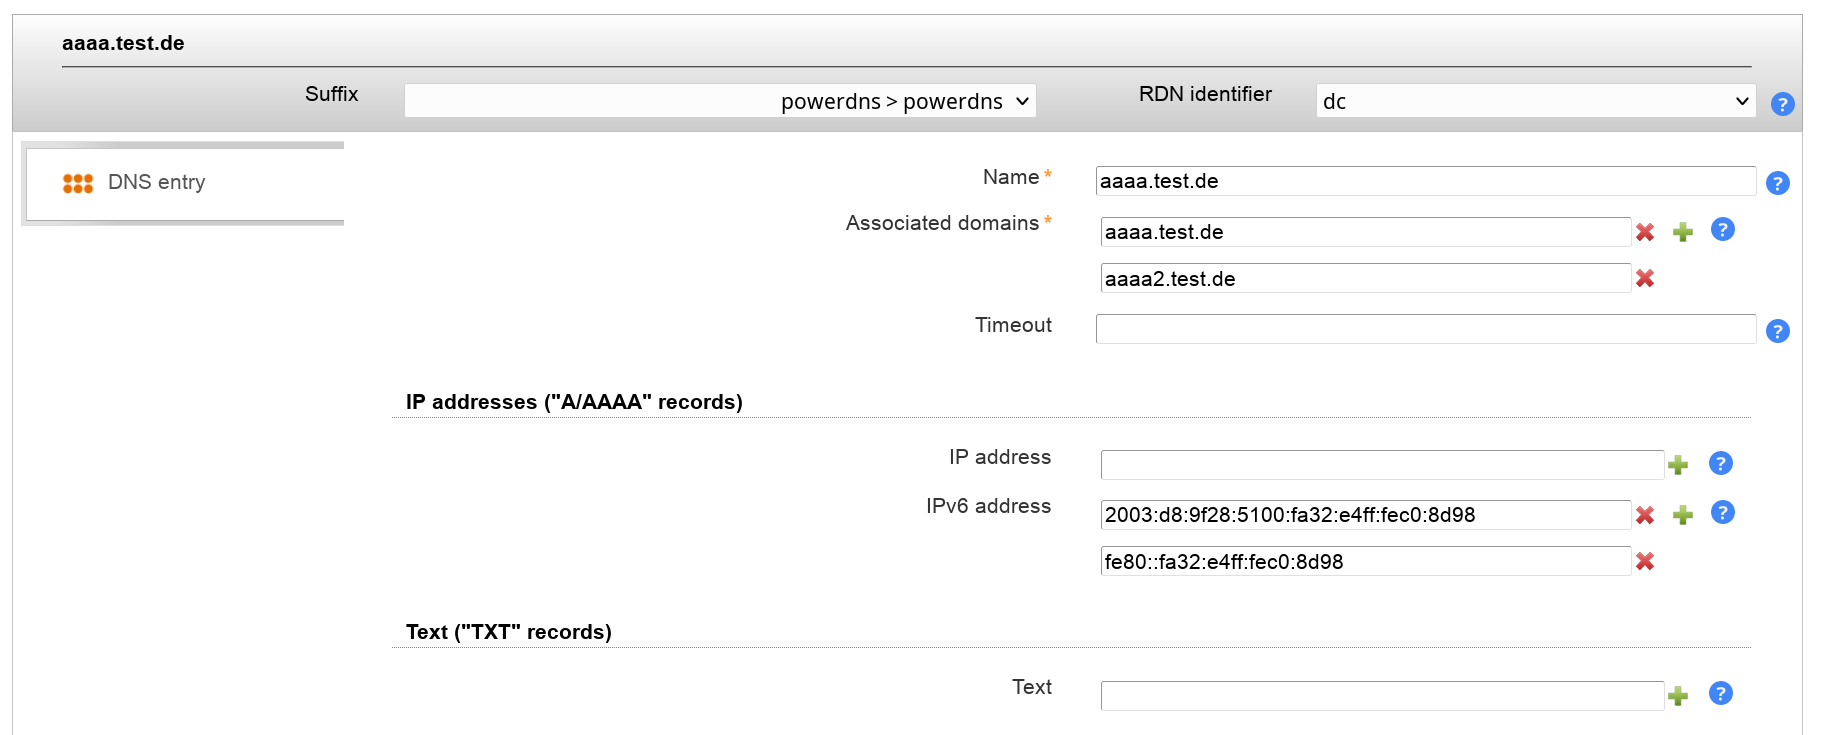 aaaa.test.de
Suffix powerdns > powerdns RDN identifier dc ?
DNS entry
Name * aaaa.test.de ?
Associated domains * aaaa.test.de ?
aaaa2.test.de
Timeout ?
IP addresses ("A/AAAA" records)
IP address ?
IPv6 address 2003:d8:9f28:5100:fa32:e4ff:fec0:8d98 ?
fe80::fa32:e4ff:fec0:8d98
Text ("TXT" records)
Text ?